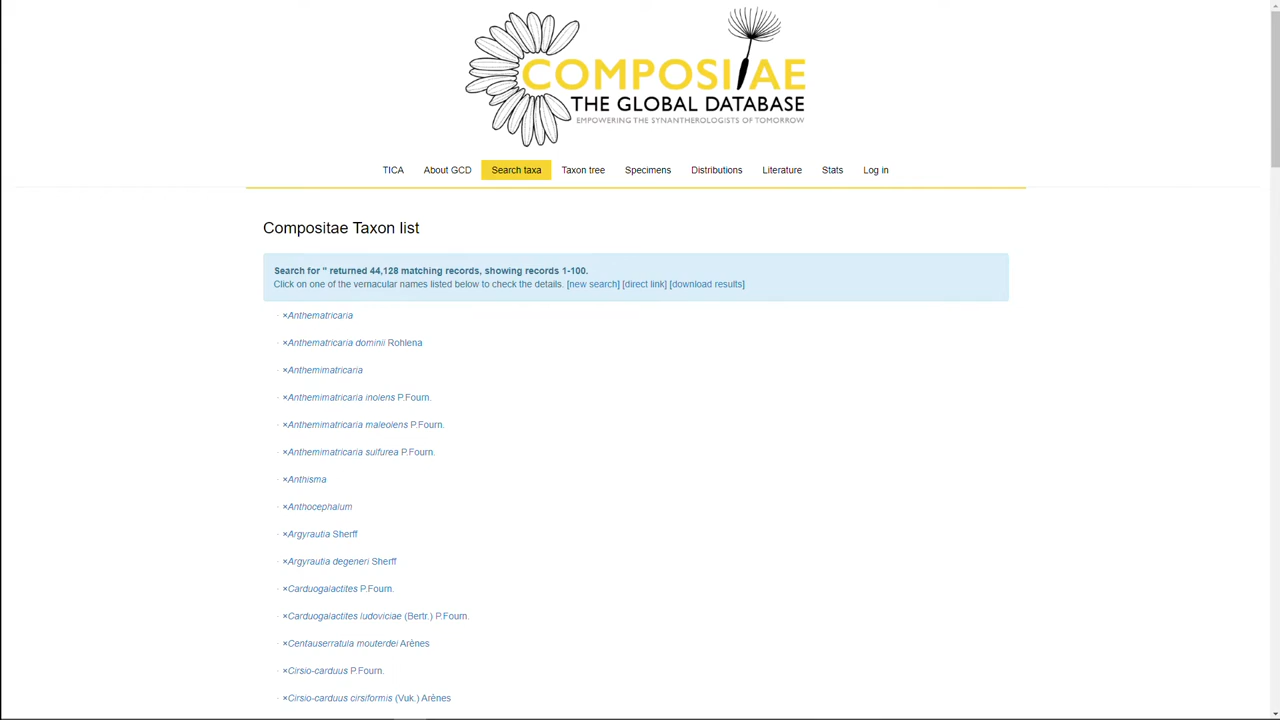 COMPOSITAE
THE GLOBAL DATABASE
EMPOWERING THE SYNANTHEROLOGISTS OF TOMORROW
TICA About GCD Search taxa Taxon tree Specimens Distributions Literature Stats Log in
Compositae Taxon list
Search for '' returned 44,128 matching records, showing records 1-100.
Click on one of the vernacular names listed below to check the details. [new search] [direct link] [download results]
×Anthematricaria
×Anthematricaria dominii Rohlena
×Anthemimatricaria
×Anthemimatricaria inolens P.Fourn.
×Anthemimatricaria maleolens P.Fourn.
×Anthemimatricaria sulfurea P.Fourn.
×Anthisma
×Anthocephalum
×Argyrautia Sherff
×Argyrautia degeneri Sherff
×Carduogalactites P.Fourn.
×Carduogalactites ludoviciae (Bertr.) P.Fourn.
×Centauserratula mouterdei Arènes
×Cirsio-carduus P.Fourn.
×Cirsio-carduus cirsiformis (Vuk.) Arènes